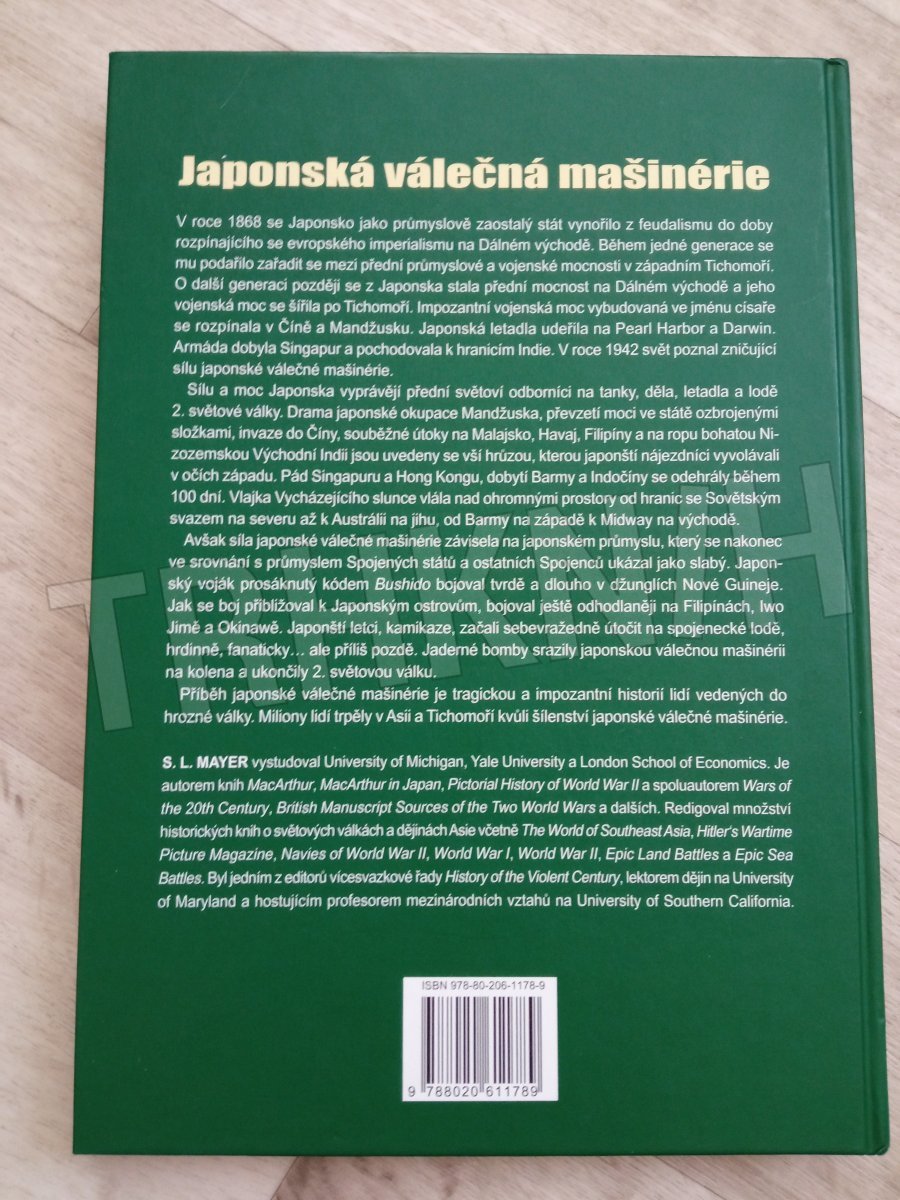 Japonská válečná mašinérie
V roce 1868 se Japonsko jako průmyslově zaostalý stát vynořilo z feudalismu do doby
rozpínajícího se evropského imperialismu na Dálném východě. Během jedné generace se
mu podařilo zařadit se mezi přední průmyslové a vojenské mocnosti v západním Tichomoří.
O další generaci později se z Japonska stala přední mocnost na Dálném východě a jeho
vojenská moc se šířila po Tichomoří. Impozantní vojenská moc vybudovaná ve jménu císaře
se rozpínala v Číně a Mandžusku. Japonská letadla udeřila na Pearl Harbor a Darwin.
Armáda dobyla Singapur a pochodovala k hranicím Indie. V roce 1942 svět poznal zničující
sílu japonské válečné mašinérie.
Sílu a moc Japonska vyprávějí přední světoví odborníci na tanky, děla, letadla a lodě
2. světové války. Drama japonské okupace Mandžuska, převzetí moci ve státě ozbrojenými
složkami, invaze do Číny, souběžné útoky na Malajsko, Havaj, Filipíny a na ropu bohatou Ni-
zozemskou Východní Indii jsou uvedeny se vší hrůzou, kterou japonští nájezdníci vyvolávali
v očích západu. Pád Singapuru a Hong Kongu, dobytí Barmy a Indočíny se odehrály během
100 dní. Vlajka Vycházejícího slunce vlála nad ohromnými prostory od hranic se Sovětským
svazem na severu až k Austrálii na jihu, od Barmy na západě k Midway na východě.
Avšak síla japonské válečné mašinérie závisela na japonském průmyslu, který se nakonec
ve srovnání s průmyslem Spojených států a ostatních Spojenců ukázal jako slabý. Japon-
ský voják prosáknutý kódem Bushido bojoval tvrdě a dlouho v džunglích Nové Guineje.
Jak se boj přibližoval k Japonským ostrovům, bojoval ještě odhodlaněji na Filipínách, Iwo
Jimě a Okinawě. Japonští letci, kamikaze, začali sebevražedně útočit na spojenecké lodě,
hrdinně, fanaticky... ale příliš pozdě. Jaderné bomby srazily japonskou válečnou mašinérii
na kolena a ukončily 2. světovou válku.
Příběh japonské válečné mašinérie je tragickou a impozantní historií lidí vedených do
hrozné války. Miliony lidí trpěly v Asii a Tichomoří kvůli šílenství japonské válečné mašinérie.
S. L. MAYER vystudoval University of Michigan, Yale University a London School of Economics. Je
autorem knih MacArthur, MacArthur in Japan, Pictorial History of World War II a spoluautorem Wars of
the 20th Century, British Manuscript Sources of the Two World Wars a dalších. Redigoval množství
historických knih o světových válkách a dějinách Asie včetně The World of Southeast Asia, Hitler's Wartime
Picture Magazine, Navies of World War II, World War I, World War II, Epic Land Battles a Epic Sea
Battles. Byl jedním z editorů vícesvazkové řady History of the Violent Century, lektorem dějin na University
of Maryland a hostujícím profesorem mezinárodních vztahů na University of Southern California.
ISBN 978-80-206-1178-9
9 788020 611789